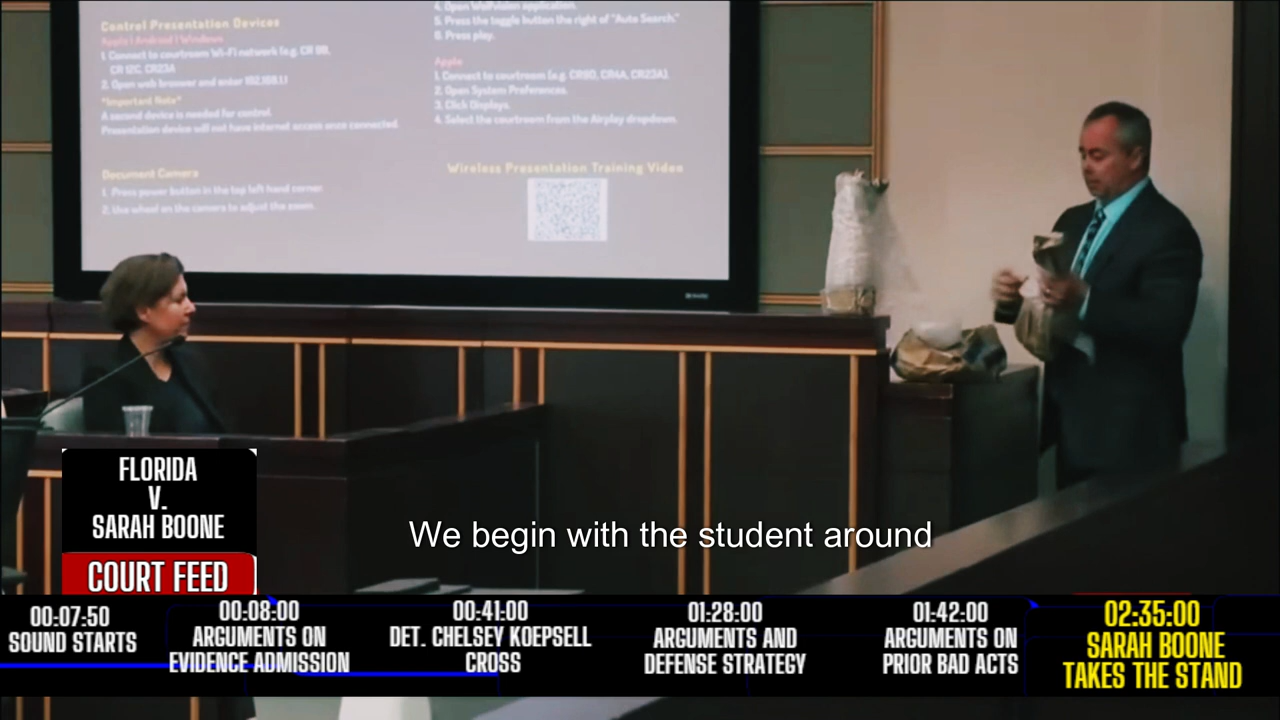 Control Presentation Devices
Apple | Android | Windows
1. Connect to courtroom Wi-Fi network (e.g. CR 9D,
CR 12C, CR23A
2. Open web browser and enter 192.168.1.1
*Important Note*
A second device is needed for control.
Presentation device will not have internet access once connected.
Document Camera
1. Press power button in the top left hand corner.
2. Use wheel on the camera to adjust the zoom.
4. Open WolfVision application.
5. Press the toggle button the right of "Auto Search."
6. Press play.
Apple
1. Connect to courtroom (e.g. CR9D, CR4A, CR23A).
2. Open System Preferences.
3. Click Displays.
4. Select the courtroom from the Airplay dropdown.
Wireless Presentation Training Video
FLORIDA
V.
SARAH BOONE
COURT FEED
We begin with the student around
00:07:50
SOUND STARTS
00:08:00
ARGUMENTS ON
EVIDENCE ADMISSION
00:41:00
DET. CHELSEY KOEPSELL
CROSS
01:28:00
ARGUMENTS AND
DEFENSE STRATEGY
01:42:00
ARGUMENTS ON
PRIOR BAD ACTS
02:35:00
SARAH BOONE
TAKES THE STAND